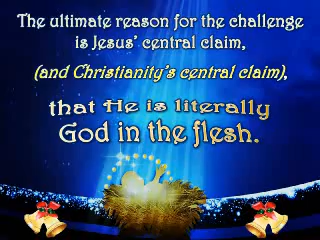 The ultimate reason for the challenge
is Jesus' central claim,
(and Christianity's central claim),
that He is literally
God in the flesh.